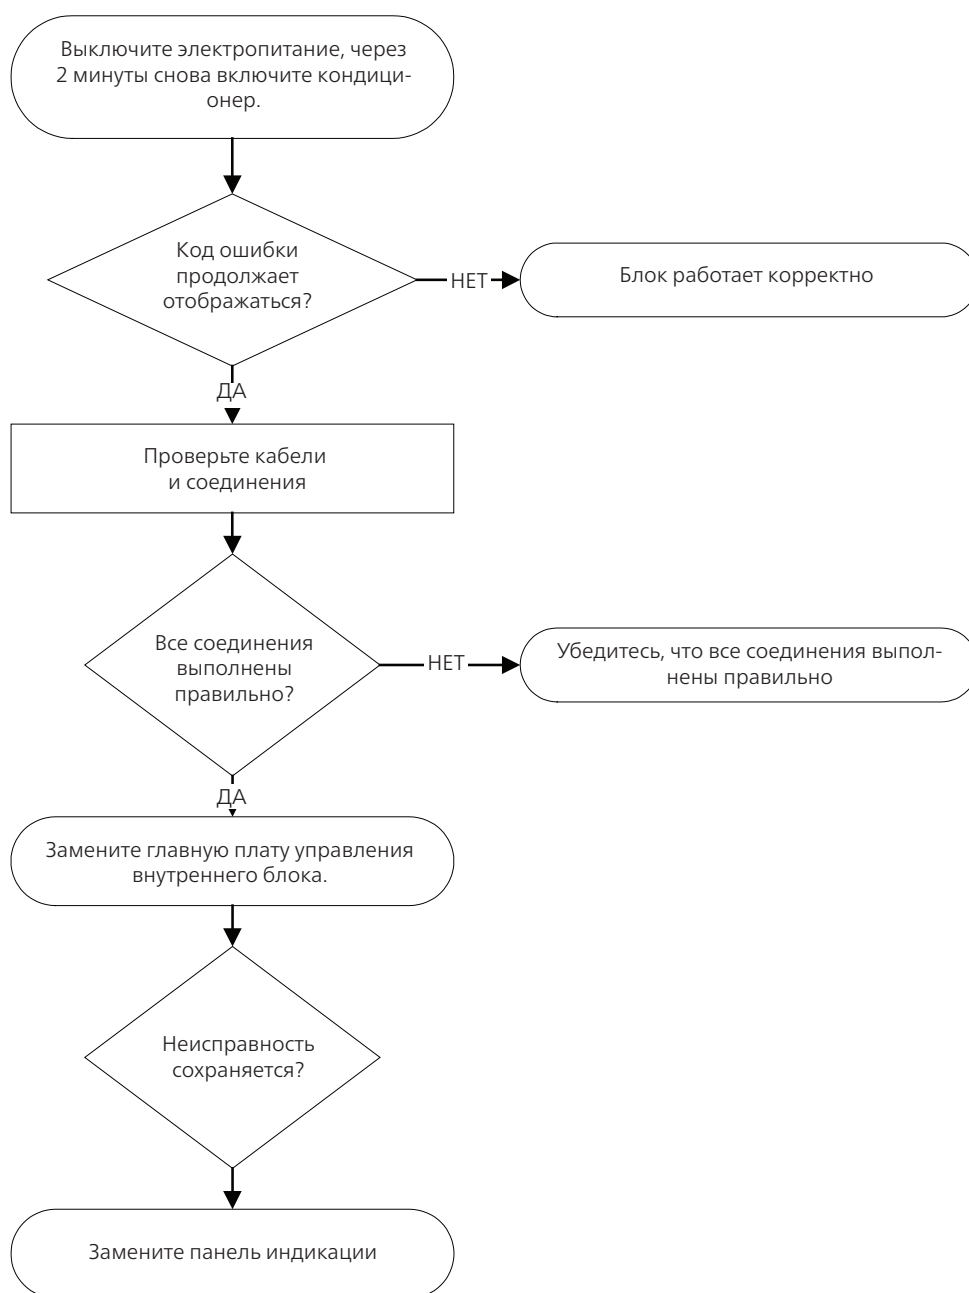 Выключите электропитание, через
2 минуты снова включите кондици-
онер.
Код ошибки
продолжает
отображаться?
НЕТ
Блок работает корректно
ДА
Проверьте кабели
и соединения
Все соединения
выполнены
правильно?
НЕТ
Убедитесь, что все соединения выпол-
нены правильно
ДА
Замените главную плату управления
внутреннего блока.
Неисправность
сохраняется?
Замените панель индикации